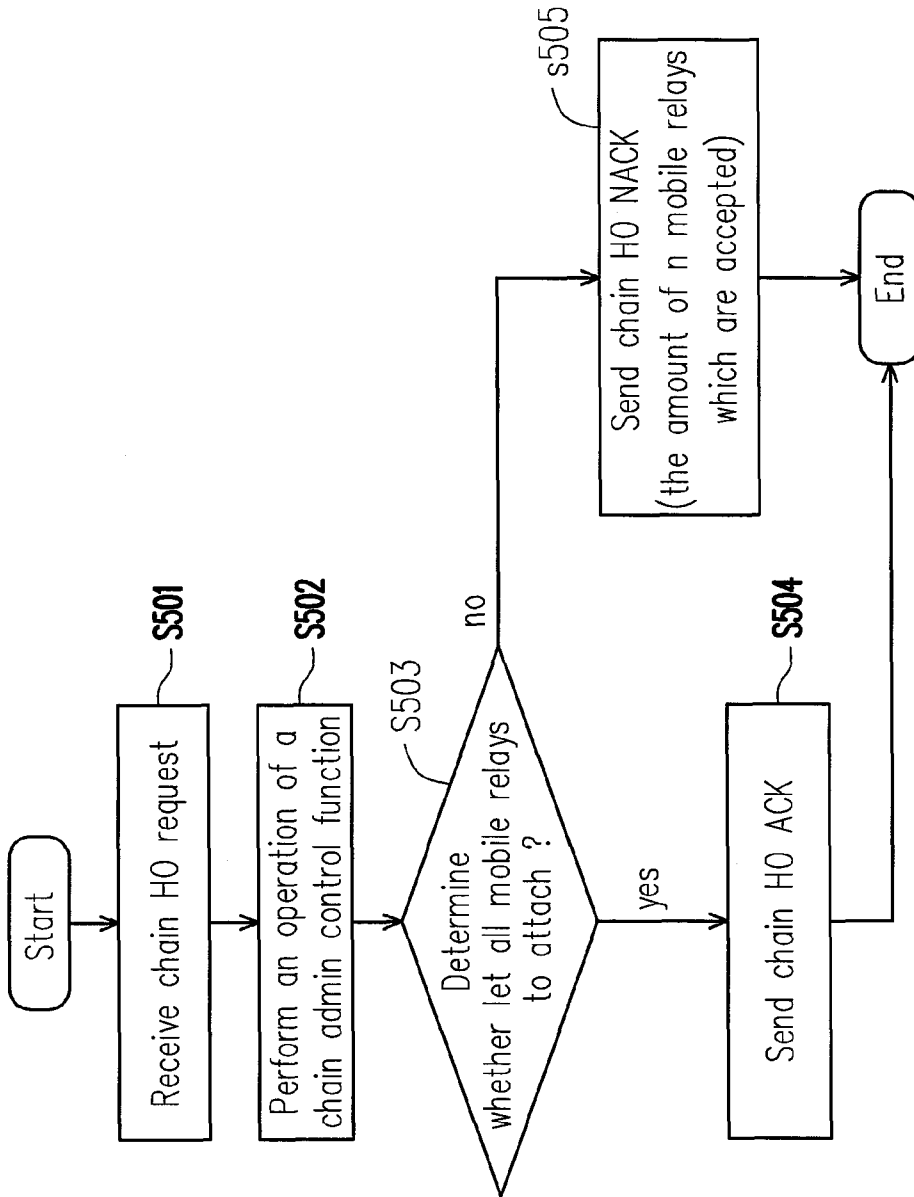 Start
Receive chain HO request
S501
Perform an operation of a
chain admin control function
S502
Determine
whether let all mobile relays
to attach ?
S503
yes
no
Send chain HO ACK
S504
Send chain HO NACK
(the amount of n mobile relays
which are accepted)
s505
End